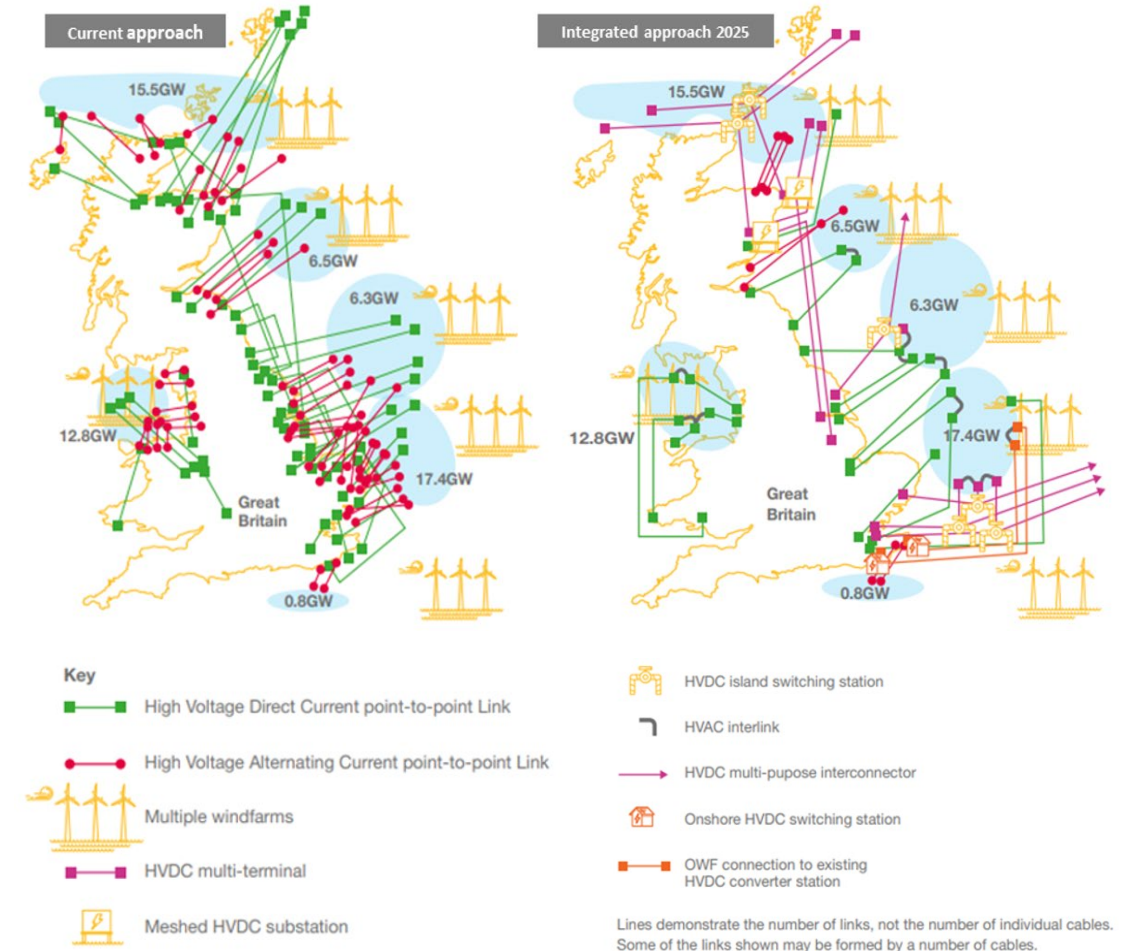 Current approach
15.5GW
6.5GW
6.3GW
12.8GW
17.4GW
Great
Britain
0.8GW
Integrated approach 2025
15.5GW
6.5GW
6.3GW
12.8GW
17.4GW
Great
Britain
0.8GW
Key
High Voltage Direct Current point-to-point Link
High Voltage Alternating Current point-to-point Link
Multiple windfarms
HVDC multi-terminal
Meshed HVDC substation
HVDC island switching station
HVAC interlink
HVDC multi-pupose interconnector
Onshore HVDC switching station
OWF connection to existing
HVDC converter station
Lines demonstrate the number of links, not the number of individual cables.
Some of the links shown may be formed by a number of cables.